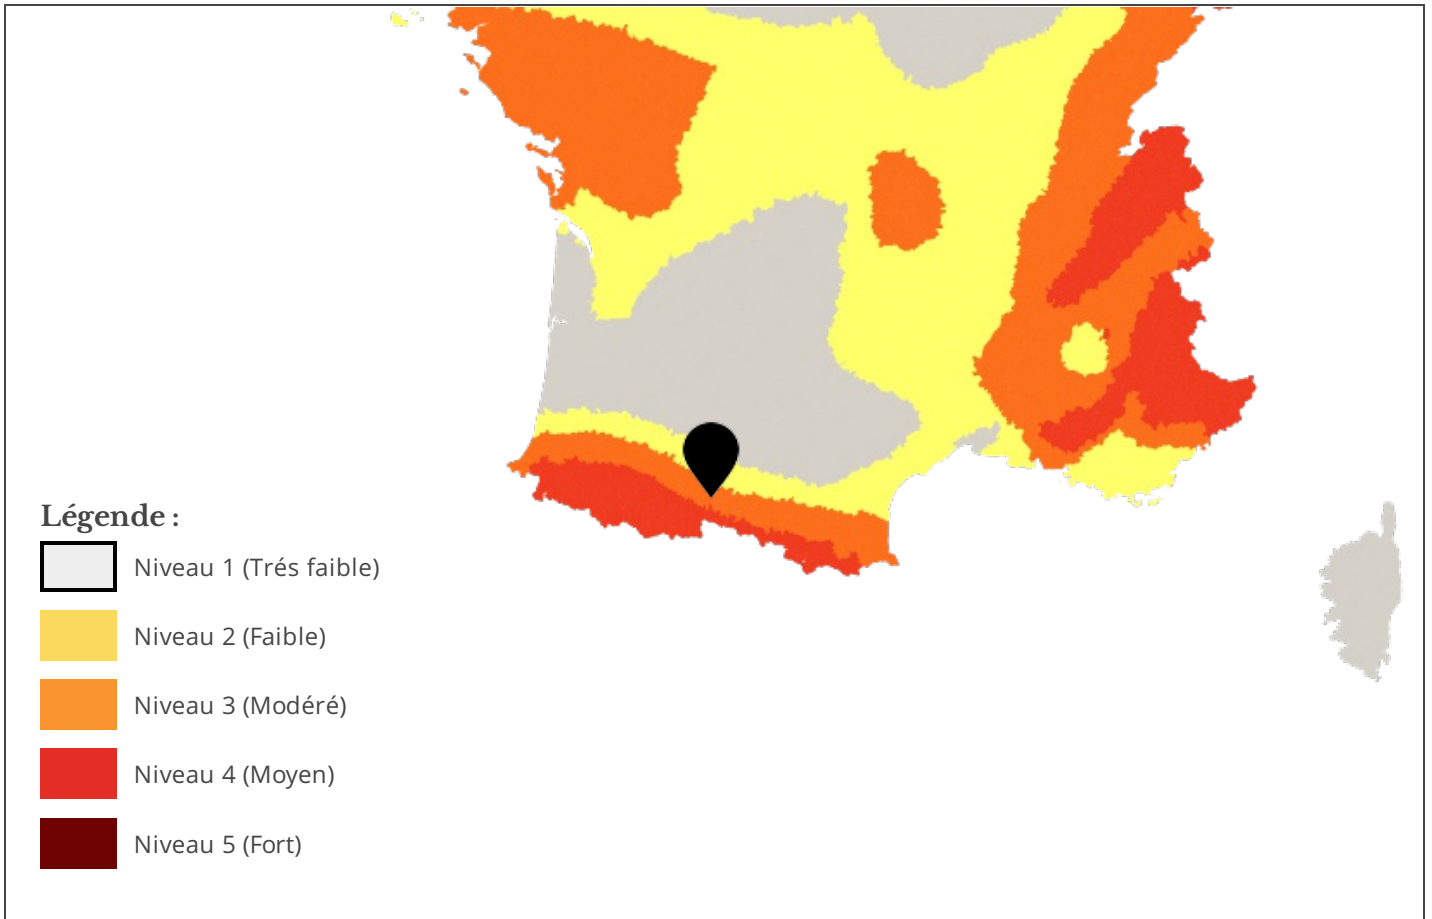 Légende :
Niveau 1 (Trés faible)
Niveau 2 (Faible)
Niveau 3 (Modéré)
Niveau 4 (Moyen)
Niveau 5 (Fort)